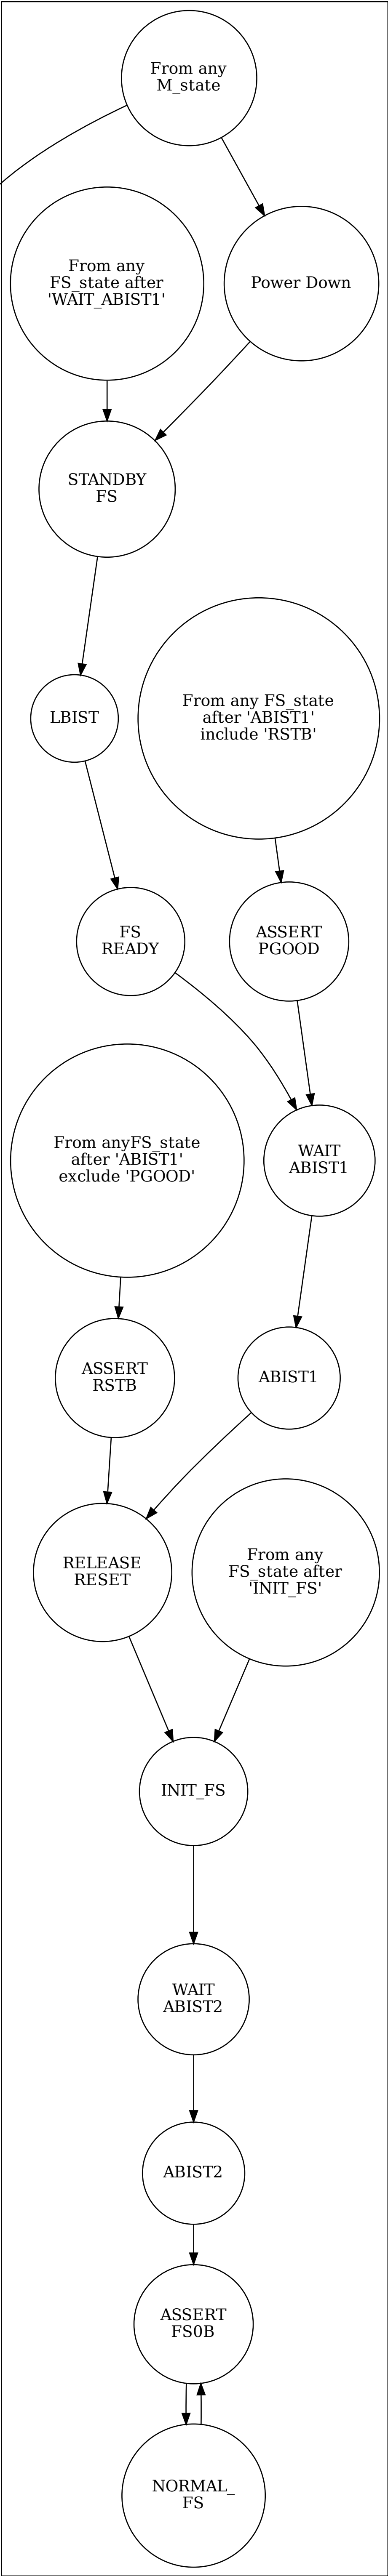 From any
M_state
From any
FS_state after
'WAIT_ABIST1'
Power Down
STANDBY
FS
LBIST
From any FS_state
after 'ABIST1'
include 'RSTB'
FS
READY
ASSERT
PGOOD
From anyFS_state
after 'ABIST1'
exclude 'PGOOD'
WAIT
ABIST1
ASSERT
RSTB
ABIST1
RELEASE
RESET
From any
FS_state after
'INIT_FS'
INIT_FS
WAIT
ABIST2
ABIST2
ASSERT
FS0B
NORMAL_
FS